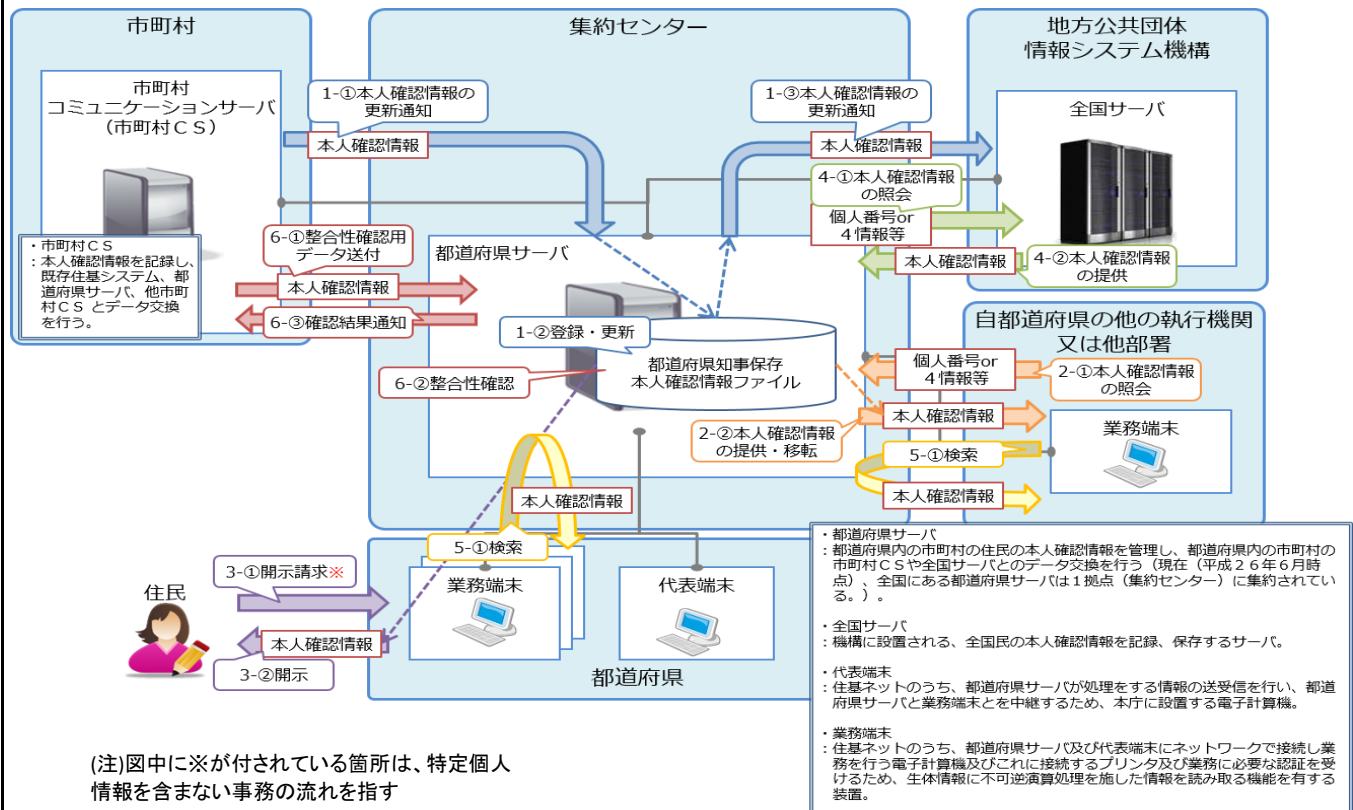 市町村
集約センター
地方公共団体
情報システム機構
市町村
コミュニケーションサーバ
（市町村ＣＳ）
1-①本人確認情報の
更新通知
本人確認情報
1-③本人確認情報の
更新通知
本人確認情報
全国サーバ
4-①本人確認情報
の照会
個人番号or
４情報等
本人確認情報
4-②本人確認情報
の提供
・市町村ＣＳ
：本人確認情報を記録し、
既存住基システム、都
道府県サーバ、他市町
村ＣＳ とデータ交換
を行う。
6-①整合性確認用
データ送付
本人確認情報
6-③確認結果通知
都道府県サーバ
1-②登録・更新
6-②整合性確認
都道府県知事保存
本人確認情報ファイル
自都道府県の他の執行機関
又は他部署
個人番号or
４情報等
2-①本人確認情報
の照会
本人確認情報
2-②本人確認情報
の提供・移転
業務端末
5-①検索
本人確認情報
本人確認情報
5-①検索
業務端末
代表端末
都道府県
住民
3-①開示請求※
本人確認情報
3-②開示
・都道府県サーバ
：都道府県内の市町村の住民の本人確認情報を管理し、都道府県内の市町村の
市町村ＣＳや全国サーバとのデータ交換を行う（現在（平成２６年６月時
点）、全国にある都道府県サーバは１拠点（集約センター）に集約されてい
る。）。
・全国サーバ
：機構に設置される、全国民の本人確認情報を記録、保存するサーバ。
・代表端末
：住基ネットのうち、都道府県サーバが処理をする情報の送受信を行い、都道
府県サーバと業務端末とを中継するため、本庁に設置する電子計算機。
・業務端末
：住基ネットのうち、都道府県サーバ及び代表端末にネットワークで接続し業
務を行う電子計算機及びこれに接続するプリンタ及び業務に必要な認証を受
けるため、生体情報に不可逆演算処理を施した情報を読み取る機能を有する
装置。
(注)図中に※が付されている箇所は、特定個人
情報を含まない事務の流れを指す